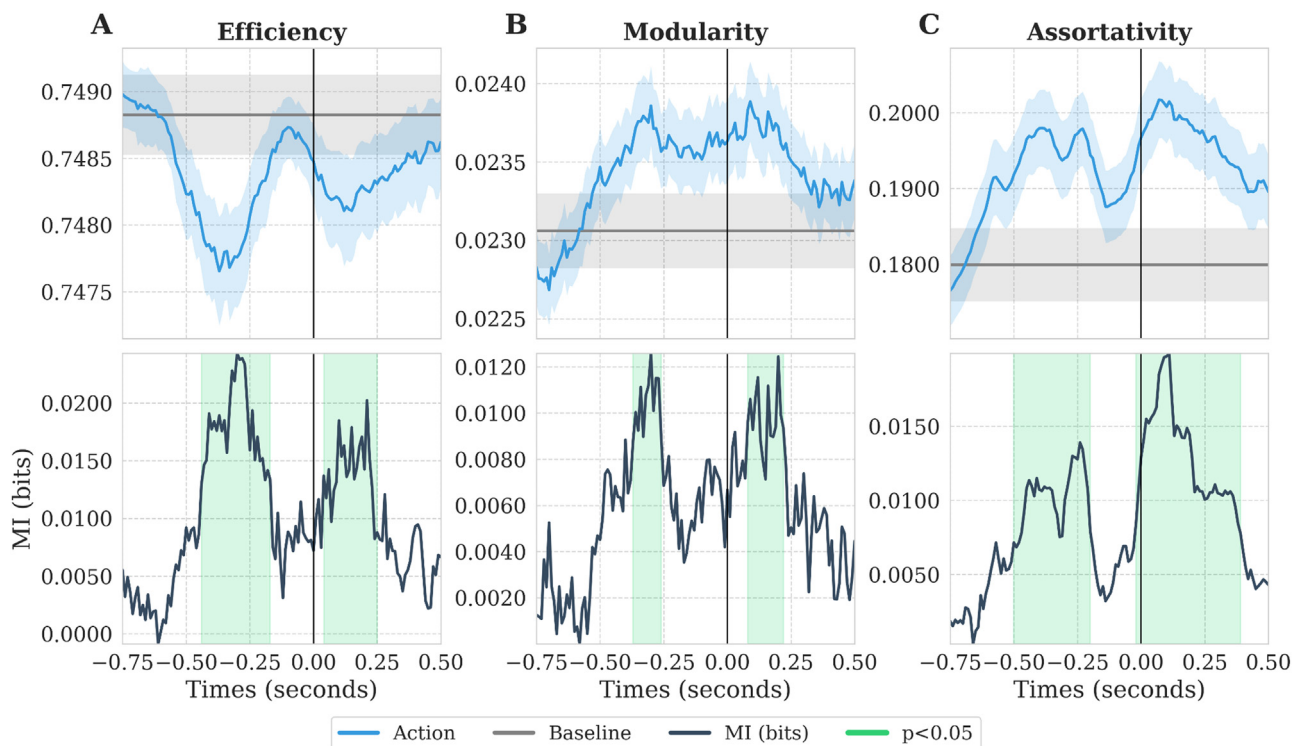 A Efficiency
B Modularity
C Assortativity
0.7490
0.7485
0.7480
0.7475
0.0240
0.0235
0.0230
0.0225
0.2000
0.1900
0.1800
MI (bits)
0.0200
0.0150
0.0100
0.0050
0.0000
0.0120
0.0100
0.0080
0.0060
0.0040
0.0020
0.0150
0.0100
0.0050
−0.75 −0.50 −0.25 0.00 0.25 0.50
−0.75 −0.50 −0.25 0.00 0.25 0.50
−0.75 −0.50 −0.25 0.00 0.25 0.50
Times (seconds)
Times (seconds)
Times (seconds)
Action Baseline MI (bits) p<0.05